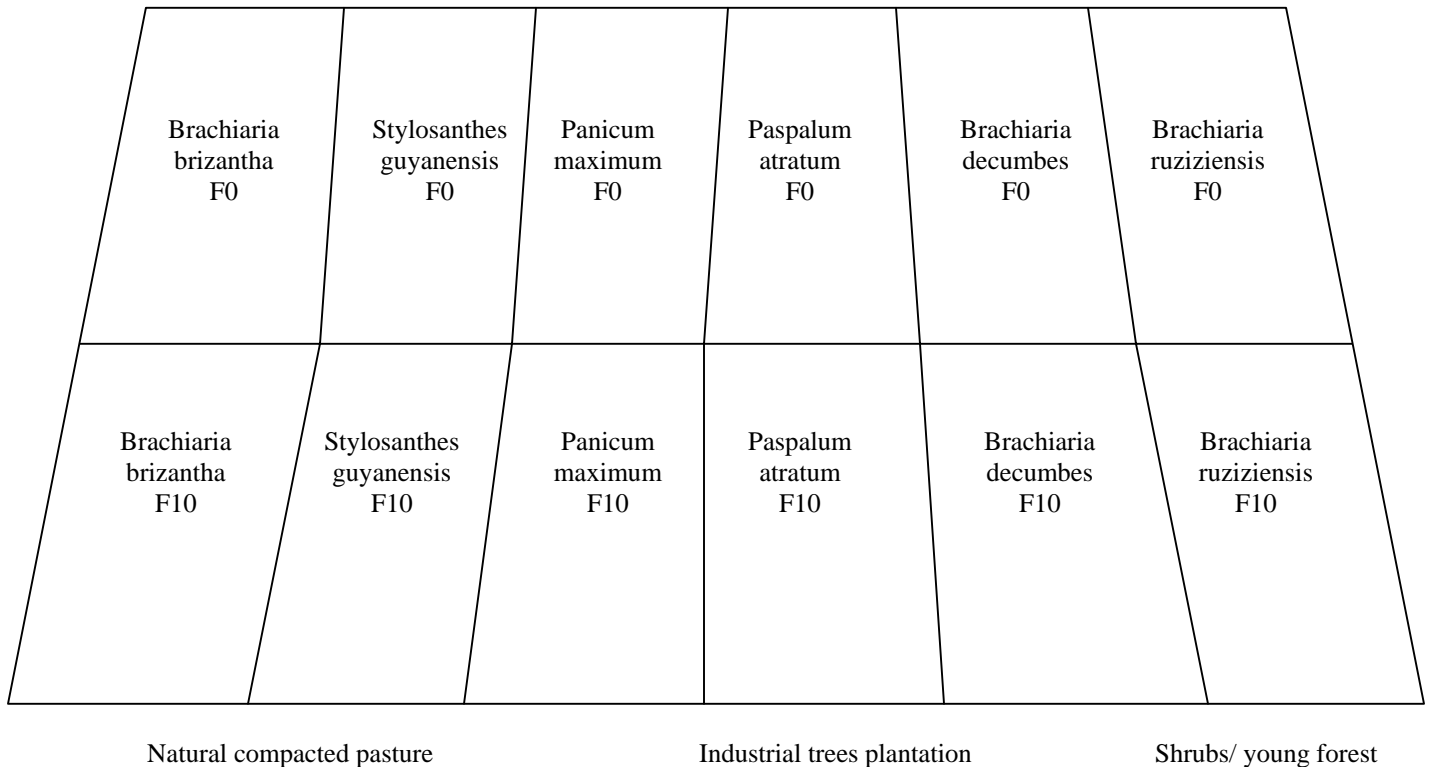 Brachiaria
brizantha
F0
Stylosanthes
guyanensis
F0
Panicum
maximum
F0
Paspalum
atratum
F0
Brachiaria
decumbes
F0
Brachiaria
ruziziensis
F0
Brachiaria
brizantha
F10
Stylosanthes
guyanensis
F10
Panicum
maximum
F10
Paspalum
atratum
F10
Brachiaria
decumbes
F10
Brachiaria
ruziziensis
F10
Natural compacted pasture
Industrial trees plantation
Shrubs/ young forest